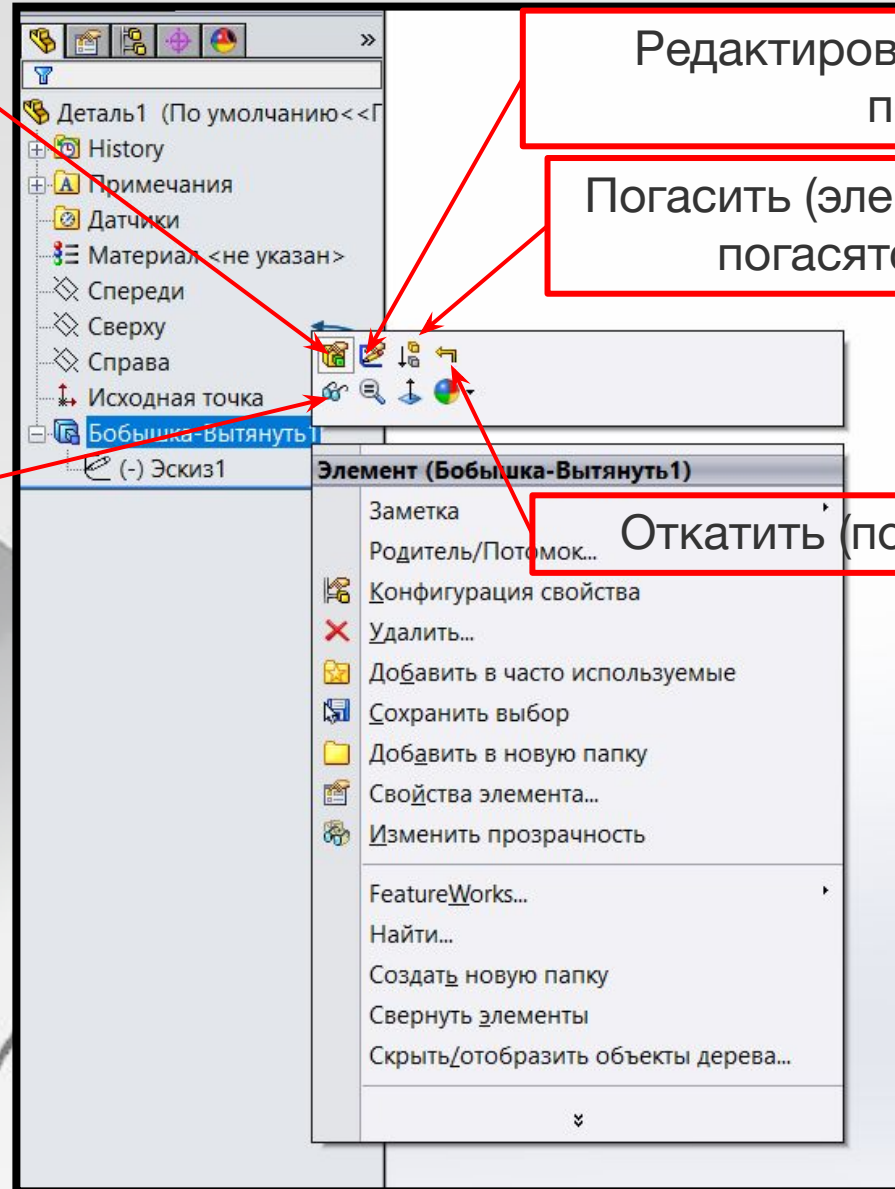 »
Редактиров
п
Деталь1 (По умолчанию<<Г
History
Примечания
Погасить (эле
погасятс
Датчики
Материал <не указан>
Спереди
Сверху
Справа
Исходная точка
Бобышка-Вытянуть1
(-) Эскиз1
Элемент (Бобышка-Вытянуть1)
Заметка
Откатить (по
Родитель/Потомок...
Конфигурация свойства
Удалить...
Добавить в часто используемые
Сохранить выбор
Добавить в новую папку
Свойства элемента...
Изменить прозрачность
FeatureWorks...
Найти...
Создать новую папку
Свернуть элементы
Скрыть/отобразить объекты дерева...